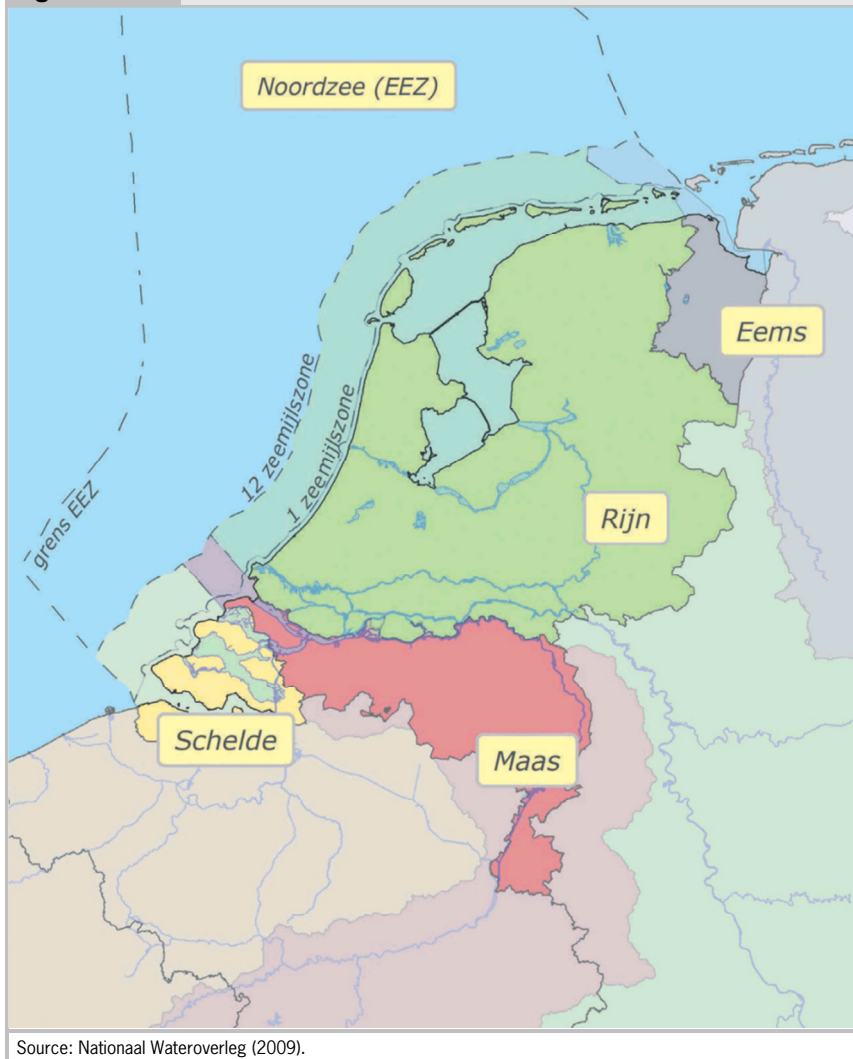 Noordzee (EEZ)
Eems
12 zeemijlszone
1 zeemijlszone
grens EEZ
Rijn
Schelde
Maas
Source: Nationaal Wateroverleg (2009).